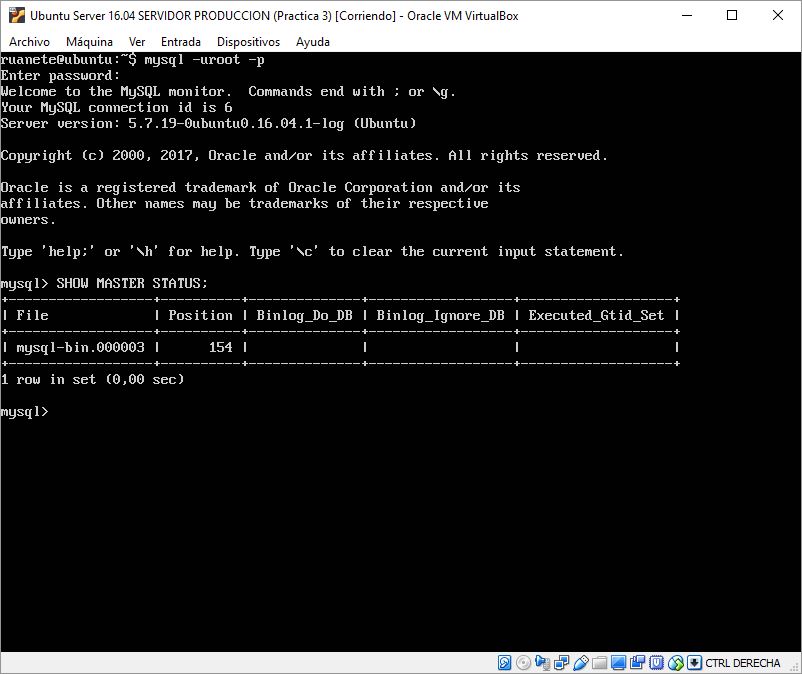 Ubuntu Server 16.04 SERVIDOR PRODUCCION (Practica 3) [Corriendo] - Oracle VM VirtualBox
Archivo Máquina Ver Entrada Dispositivos Ayuda
ruanete@ubuntu:~$ mysql -uroot -p
Enter password:
Welcome to the MySQL monitor.  Commands end with ; or \g.
Your MySQL connection id is 6
Server version: 5.7.19-0ubuntu0.16.04.1-log (Ubuntu)
Copyright (c) 2000, 2017, Oracle and/or its affiliates. All rights reserved.
Oracle is a registered trademark of Oracle Corporation and/or its
affiliates. Other names may be trademarks of their respective
owners.
Type 'help;' or '\h' for help. Type '\c' to clear the current input statement.
mysql> SHOW MASTER STATUS;
+------------------+----------+--------------+------------------+-------------------+
| File             | Position | Binlog_Do_DB | Binlog_Ignore_DB | Executed_Gtid_Set |
+------------------+----------+--------------+------------------+-------------------+
| mysql-bin.000003 |      154 |              |                  |                   |
+------------------+----------+--------------+------------------+-------------------+
1 row in set (0,00 sec)
mysql>
CTRL DERECHA